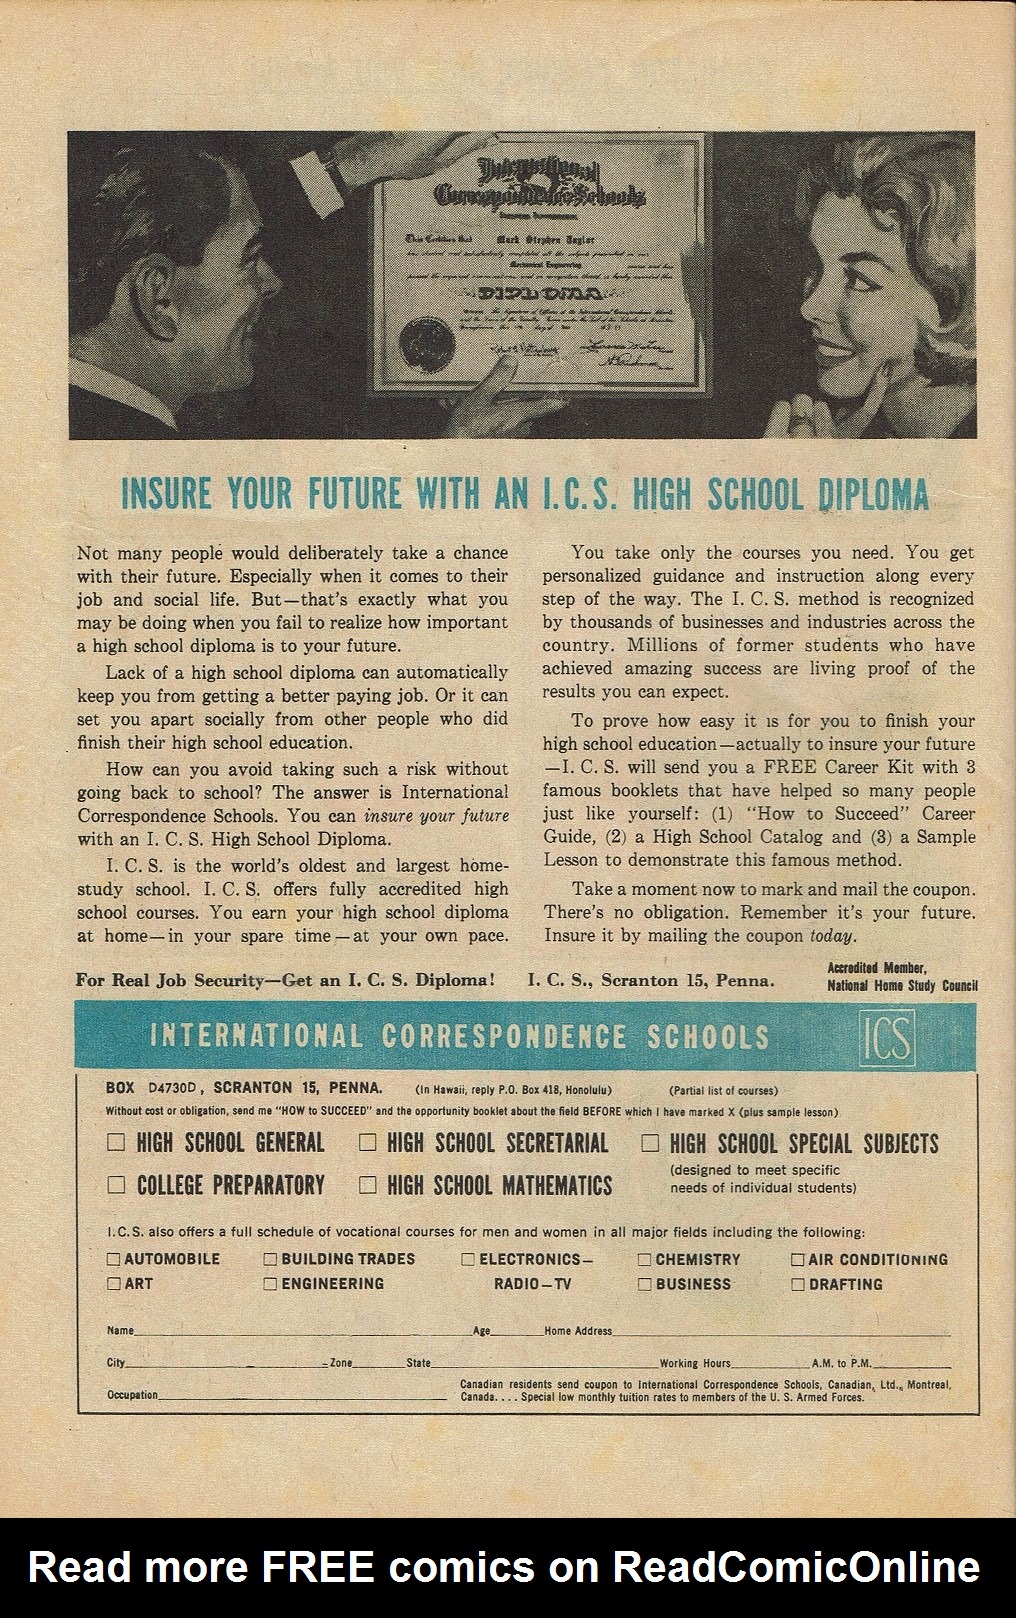 International
Correspondence Schools
This Certifies that Mark Stephen Taylor
Mechanical Engineering
DIPLOMA
INSURE YOUR FUTURE WITH AN I.C.S. HIGH SCHOOL DIPLOMA
Not many people would deliberately take a chance
with their future. Especially when it comes to their
job and social life. But—that's exactly what you
may be doing when you fail to realize how important
a high school diploma is to your future.
Lack of a high school diploma can automatically
keep you from getting a better paying job. Or it can
set you apart socially from other people who did
finish their high school education.
How can you avoid taking such a risk without
going back to school? The answer is International
Correspondence Schools. You can insure your future
with an I. C. S. High School Diploma.
I. C. S. is the world's oldest and largest home-
study school. I. C. S. offers fully accredited high
school courses. You earn your high school diploma
at home—in your spare time—at your own pace.
You take only the courses you need. You get
personalized guidance and instruction along every
step of the way. The I. C. S. method is recognized
by thousands of businesses and industries across the
country. Millions of former students who have
achieved amazing success are living proof of the
results you can expect.
To prove how easy it is for you to finish your
high school education—actually to insure your future
—I. C. S. will send you a FREE Career Kit with 3
famous booklets that have helped so many people
just like yourself: (1) "How to Succeed" Career
Guide, (2) a High School Catalog and (3) a Sample
Lesson to demonstrate this famous method.
Take a moment now to mark and mail the coupon.
There's no obligation. Remember it's your future.
Insure it by mailing the coupon today.
For Real Job Security—Get an I. C. S. Diploma! I. C. S., Scranton 15, Penna.
Accredited Member,
National Home Study Council
INTERNATIONAL CORRESPONDENCE SCHOOLS ICS
BOX D4730D, SCRANTON 15, PENNA. (In Hawaii, reply P.O. Box 418, Honolulu) (Partial list of courses)
Without cost or obligation, send me "HOW to SUCCEED" and the opportunity booklet about the field BEFORE which I have marked X (plus sample lesson)
HIGH SCHOOL GENERAL HIGH SCHOOL SECRETARIAL HIGH SCHOOL SPECIAL SUBJECTS
(designed to meet specific
COLLEGE PREPARATORY HIGH SCHOOL MATHEMATICS needs of individual students)
I.C.S. also offers a full schedule of vocational courses for men and women in all major fields including the following:
AUTOMOBILE BUILDING TRADES ELECTRONICS— CHEMISTRY AIR CONDITIONING
ART ENGINEERING RADIO—TV BUSINESS DRAFTING
Name Age Home Address
City Zone State Working Hours A.M. to P.M.
Occupation
Canadian residents send coupon to International Correspondence Schools, Canadian, Ltd., Montreal,
Canada. . . . Special low monthly tuition rates to members of the U. S. Armed Forces.
Read more FREE comics on ReadComicOnline